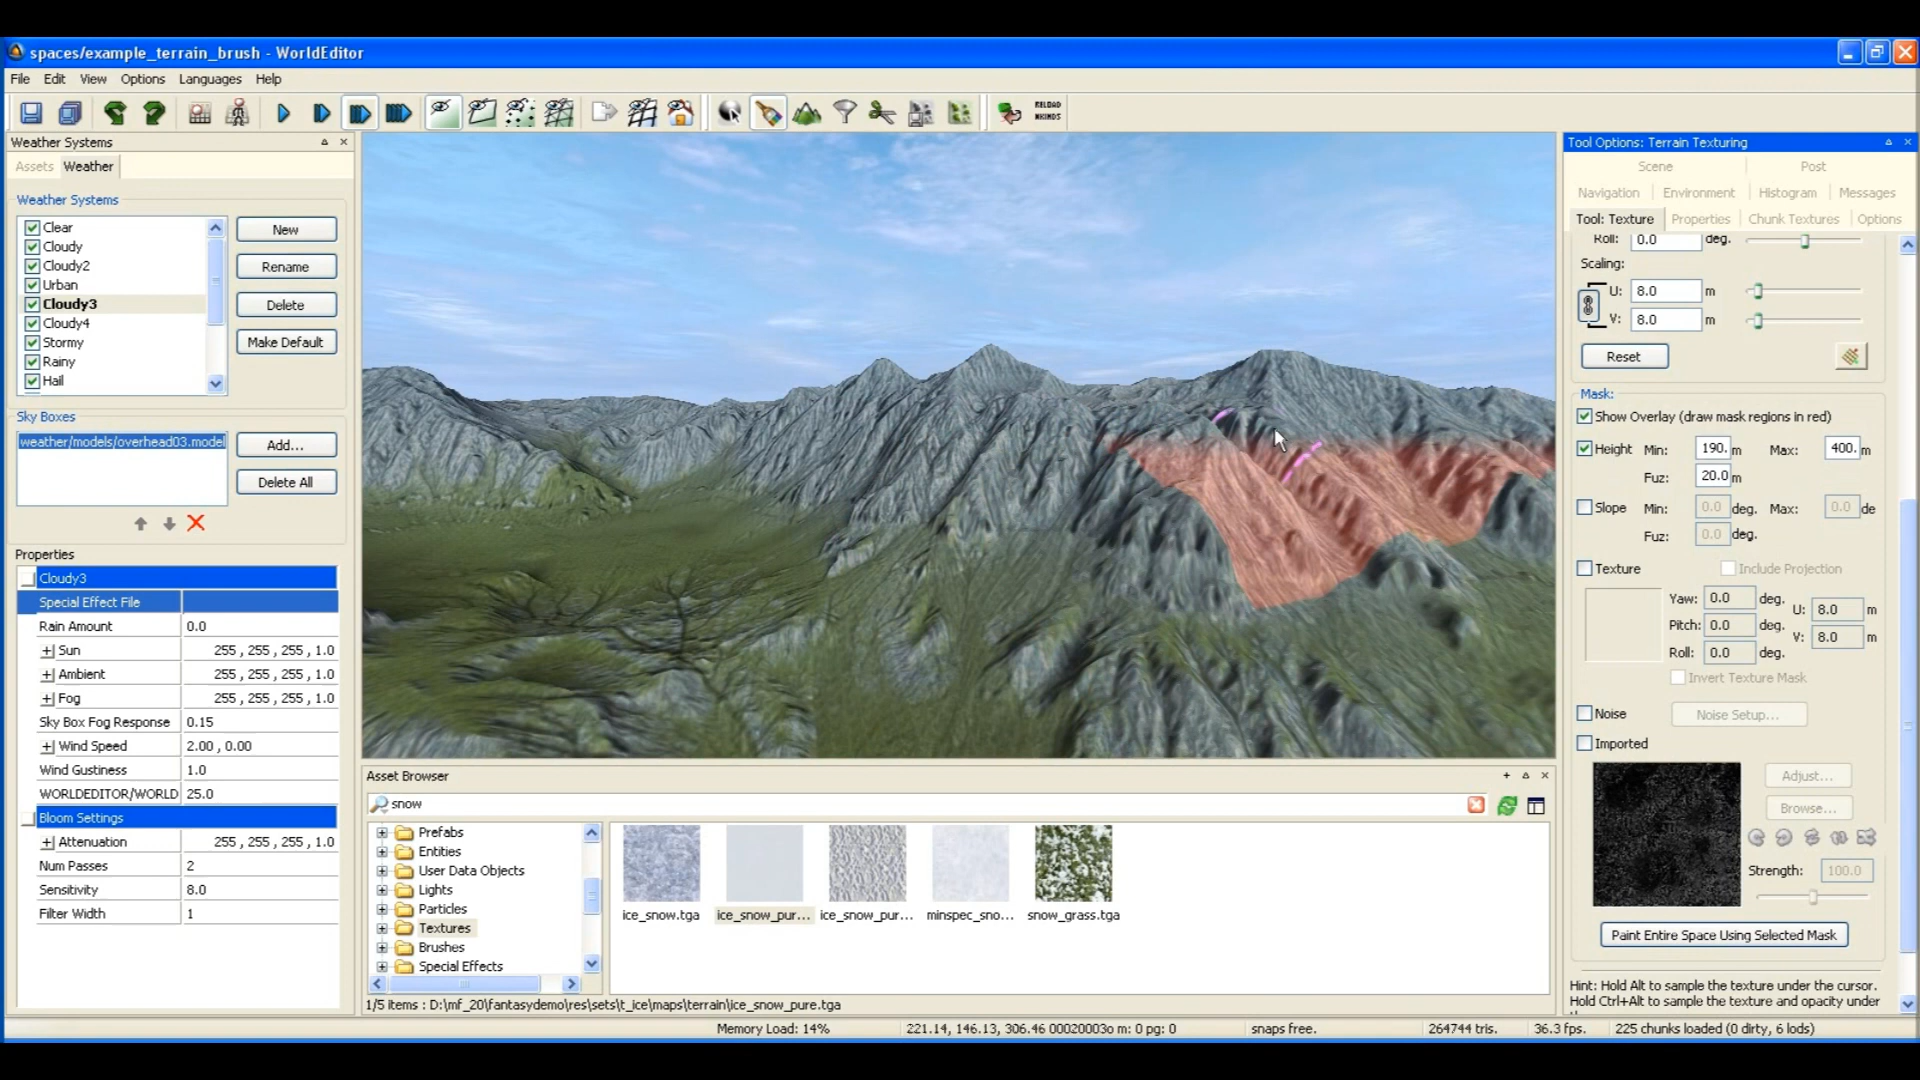 spaces/example_terrain_brush - WorldEditor
File Edit View Options Languages Help
RELOAD
Weather Systems
Assets Weather
Weather Systems
Clear
Cloudy
Cloudy2
Urban
Cloudy3
Cloudy4
Stormy
Rainy
Hail
New
Rename
Delete
Make Default
Sky Boxes
weather/models/overhead03.model
Add...
Delete All
Properties
Cloudy3
Special Effect File
Rain Amount 0.0
Sun 255 , 255 , 255 , 1.0
Ambient 255 , 255 , 255 , 1.0
Fog 255 , 255 , 255 , 1.0
Sky Box Fog Response 0.15
Wind Speed 2.00 , 0.00
Wind Gustiness 1.0
WORLDEDITOR/WORLD 25.0
Bloom Settings
Attenuation 255 , 255 , 255 , 1.0
Num Passes 2
Sensitivity 8.0
Filter Width 1
Asset Browser
snow
Prefabs
Entities
User Data Objects
Lights
Particles
Textures
Brushes
Special Effects
ice_snow.tga ice_snow_pur... ice_snow_pur... minspec_sno... snow_grass.tga
1/5 items : D:\mf_20\fantasydemo\res\sets\t_ice\maps\terrain\ice_snow_pure.tga
Tool Options: Terrain Texturing
Scene Post
Navigation Environment Histogram Messages
Tool: Texture Properties Chunk Textures Options
Roll: 0.0 deg.
Scaling:
U: 8.0 m
V: 8.0 m
Reset
Mask:
Show Overlay (draw mask regions in red)
Height Min: 190. m Max: 400. m
Fuz: 20.0 m
Slope Min: 0.0 deg. Max: 0.0 de
Fuz: 0.0 deg.
Texture Include Projection
Yaw: 0.0 deg. U: 8.0 m
Pitch: 0.0 deg. V: 8.0 m
Roll: 0.0 deg.
Invert Texture Mask
Noise Noise Setup...
Imported
Adjust...
Browse...
Strength: 100.0
Paint Entire Space Using Selected Mask
Hint: Hold Alt to sample the texture under the cursor.
Hold Ctrl+Alt to sample the texture and opacity under
Memory Load: 14% 221.14, 146.13, 306.46 00020003o m: 0 pg: 0 snaps free. 264744 tris. 36.3 fps. 225 chunks loaded (0 dirty, 6 lods)